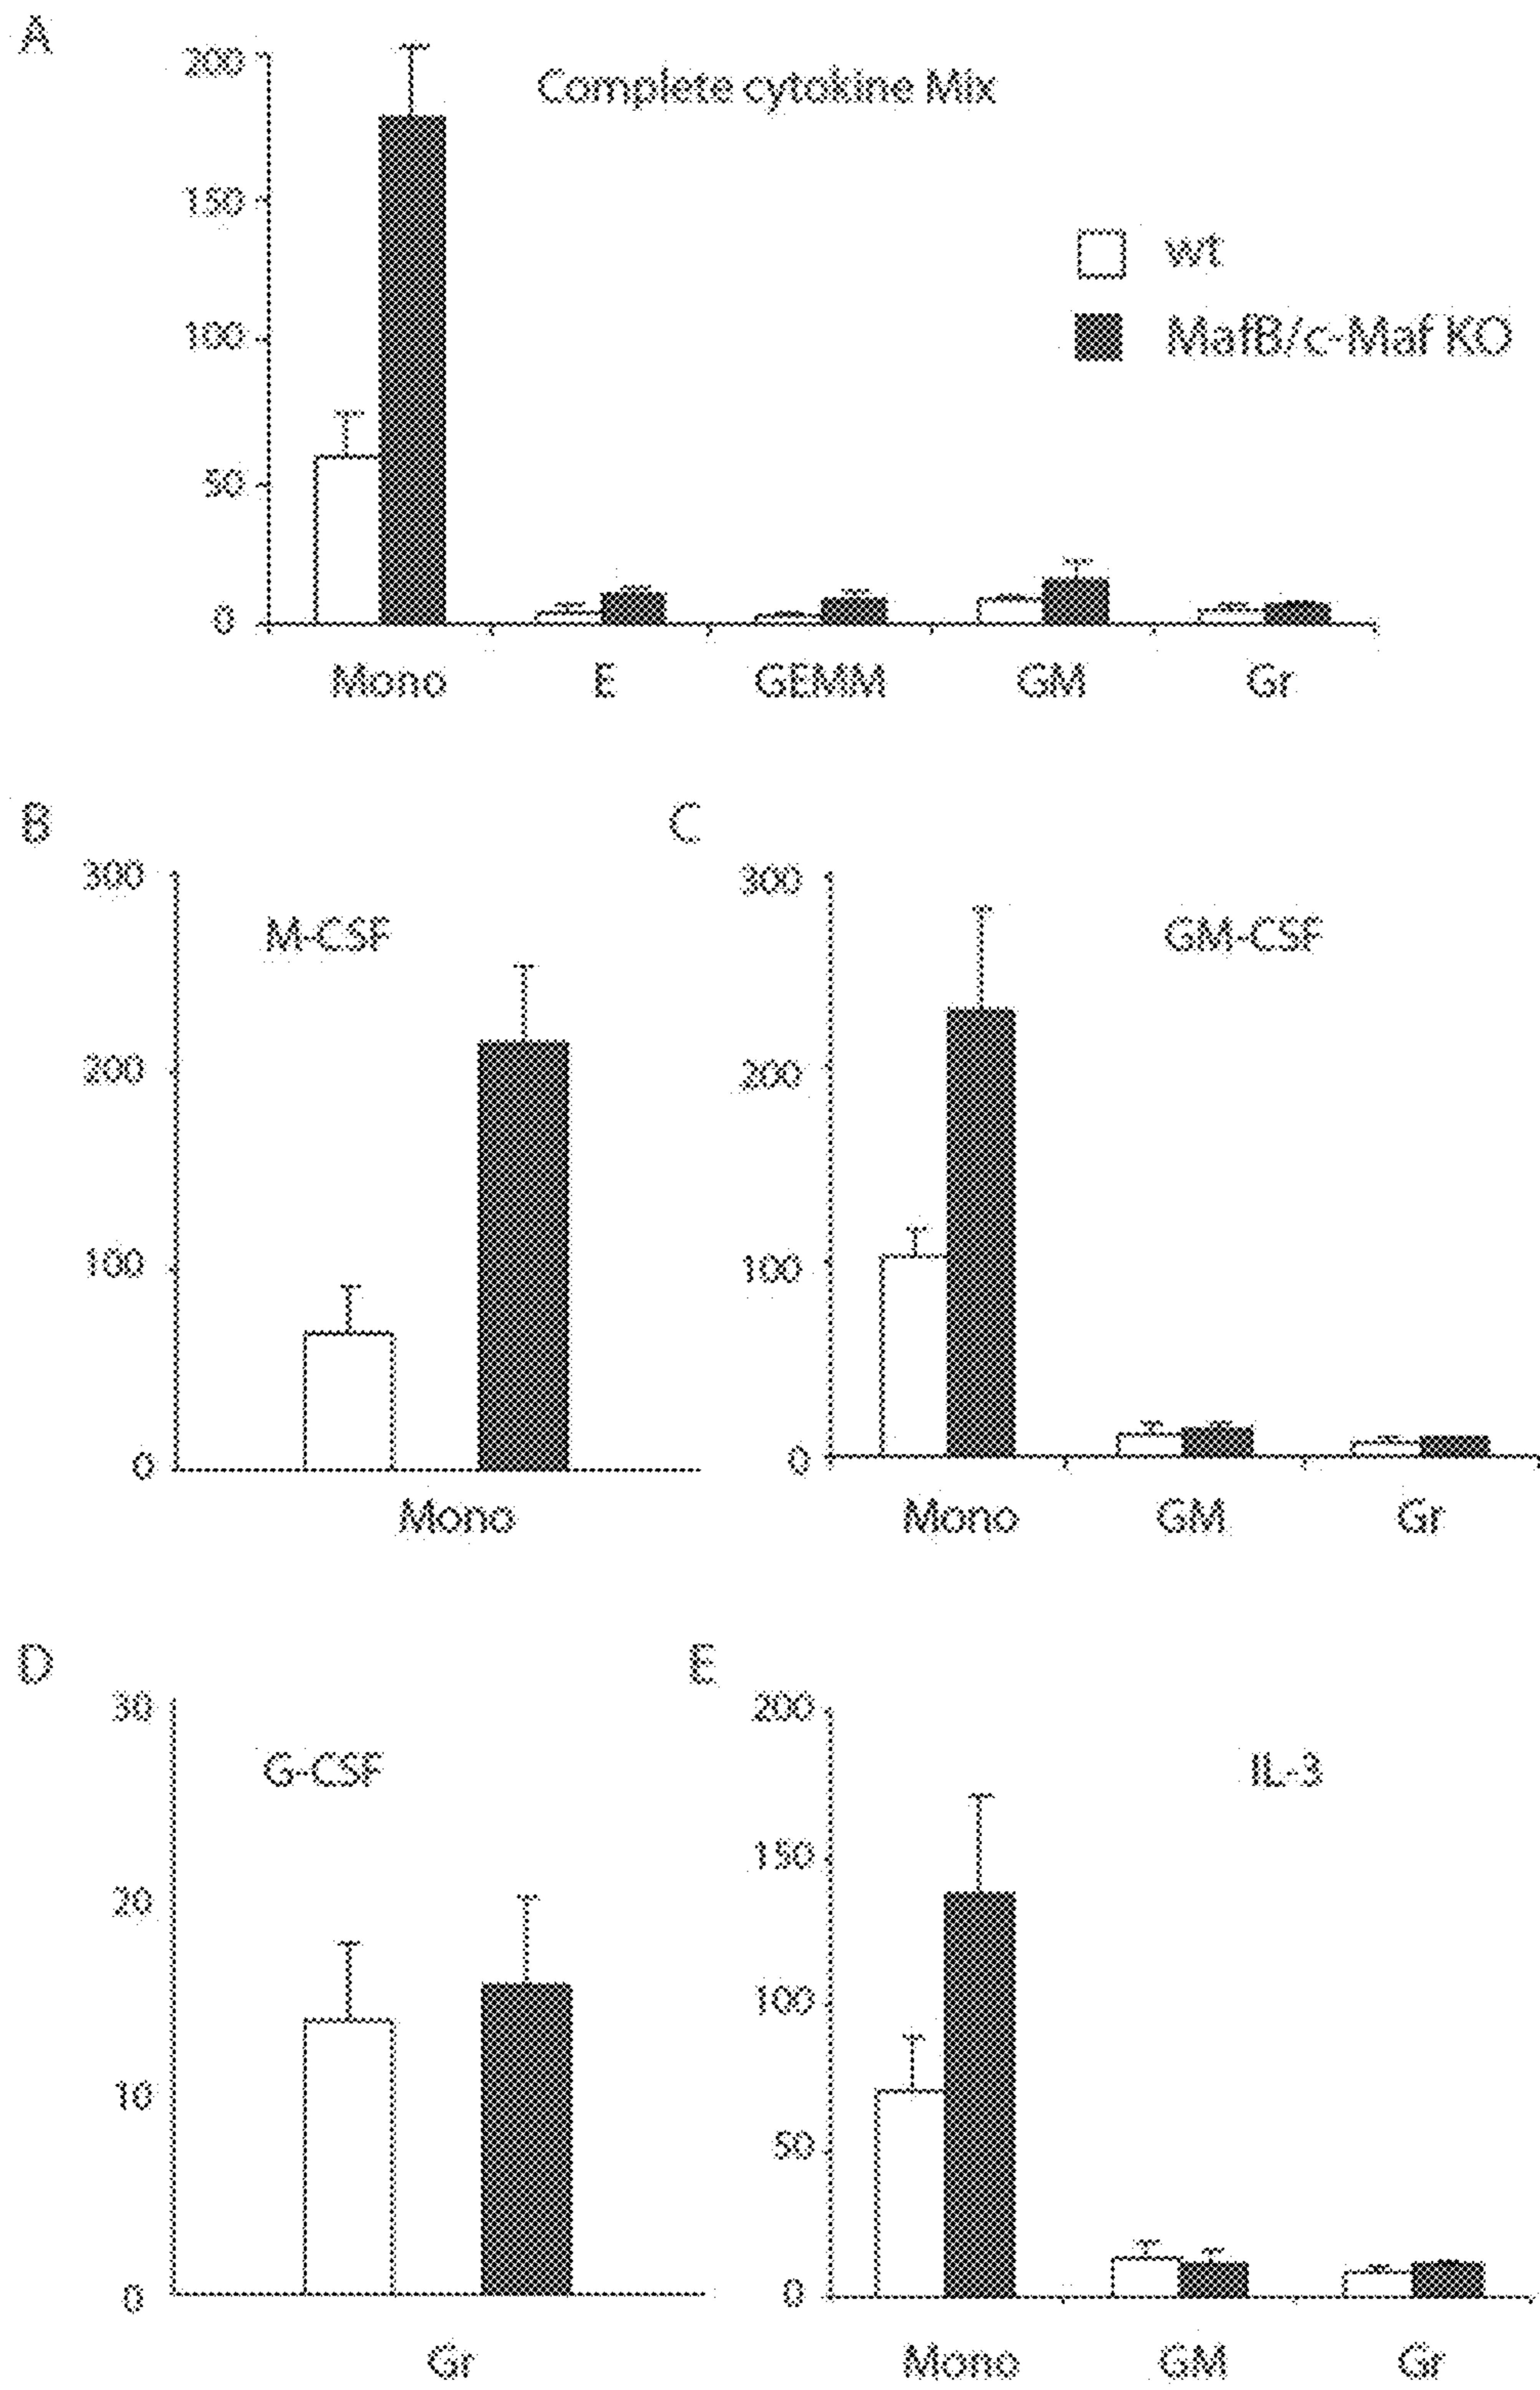 A
Complete cytokine Mix
200
150
100
50
0
wt
MafB/c-Maf KO
Mono E GEMM GM Gr
B
M-CSF
300
200
100
0
Mono
C
GM-CSF
300
200
100
0
Mono GM Gr
D
G-CSF
30
20
10
0
Gr
E
IL-3
200
150
100
50
0
Mono GM Gr